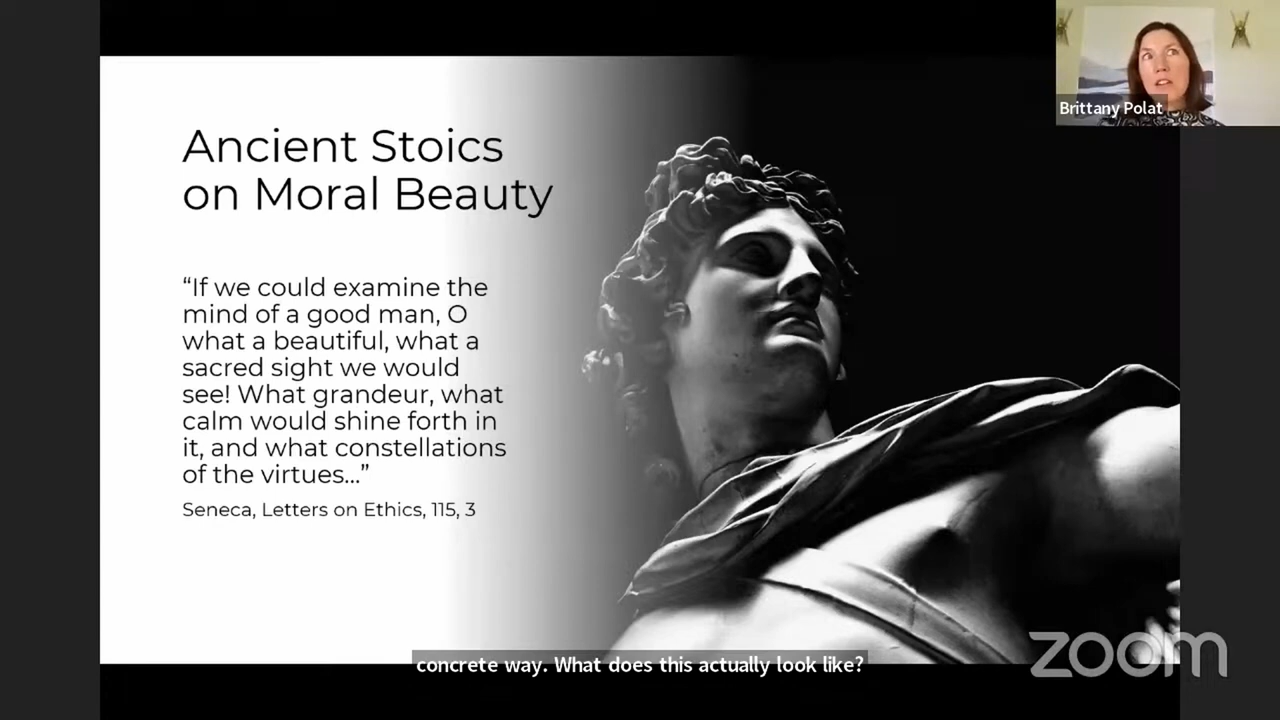 Brittany Polat
Ancient Stoics
on Moral Beauty
“If we could examine the
mind of a good man, O
what a beautiful, what a
sacred sight we would
see! What grandeur, what
calm would shine forth in
it, and what constellations
of the virtues...”
Seneca, Letters on Ethics, 115, 3
concrete way. What does this actually look like?
zoom